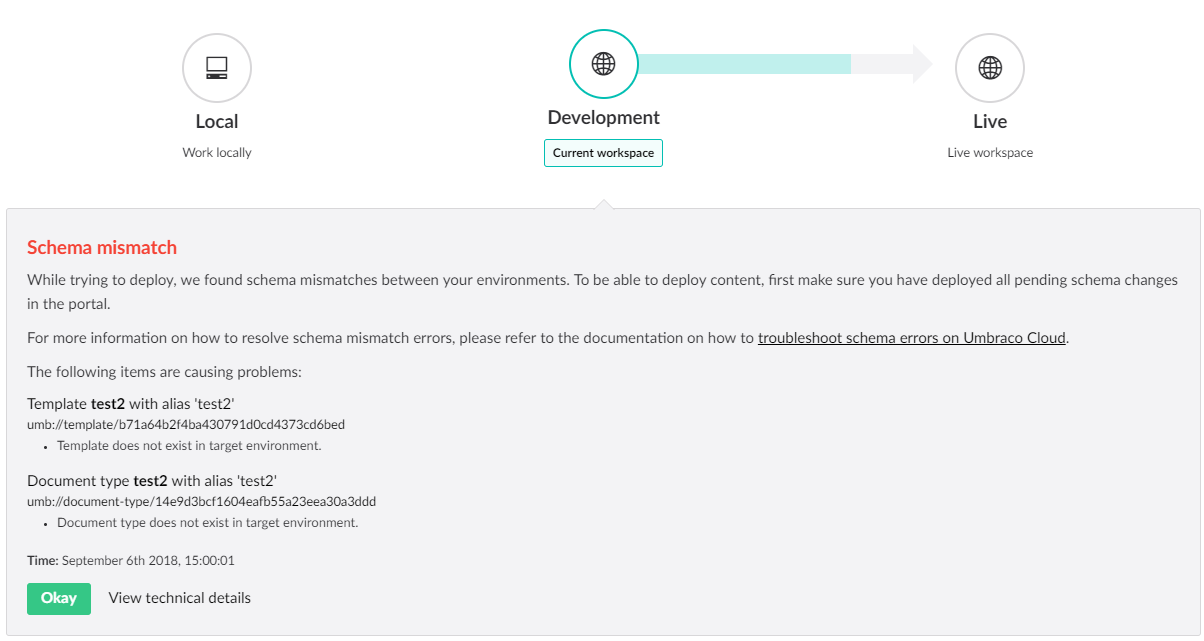 Local
Work locally
Development
Current workspace
Live
Live workspace
Schema mismatch
While trying to deploy, we found schema mismatches between your environments. To be able to deploy content, first make sure you have deployed all pending schema changes
in the portal.
For more information on how to resolve schema mismatch errors, please refer to the documentation on how to troubleshoot schema errors on Umbraco Cloud.
The following items are causing problems:
Template test2 with alias 'test2'
umb://template/b71a64b2f4ba430791d0cd4373cd6bed
• Template does not exist in target environment.
Document type test2 with alias 'test2'
umb://document-type/14e9d3bcf1604eafb55a23eea30a3ddd
• Document type does not exist in target environment.
Time: September 6th 2018, 15:00:01
Okay View technical details